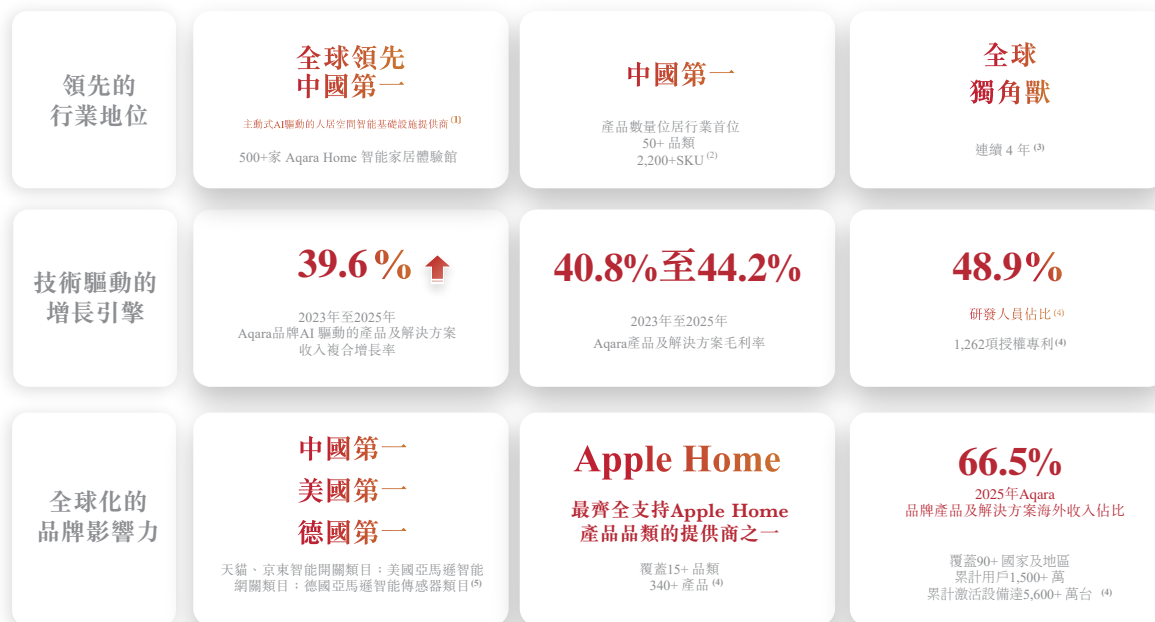 領先的
行業地位
全球領先
中國第一
主動式AI驅動的人居空間智能基礎設施提供商(1)
500+家 Aqara Home 智能家居體驗館
中國第一
產品數量位居行業首位
50+ 品類
2,200+SKU (2)
全球
獨角獸
連續 4 年 (3)
技術驅動的
增長引擎
39.6%
2023年至2025年
Aqara品牌AI 驅動的產品及解決方案
收入複合增長率
40.8%至44.2%
2023年至2025年
Aqara產品及解決方案毛利率
48.9%
研發人員佔比(4)
1,262項授權專利(4)
全球化的
品牌影響力
中國第一
美國第一
德國第一
天貓、京東智能開關類目；美國亞馬遜智能
網關類目；德國亞馬遜智能傳感器類目(5)
Apple Home
最齊全支持Apple Home
產品品類的提供商之一
覆蓋15+ 品類
340+ 產品 (4)
66.5%
2025年Aqara
品牌產品及解決方案海外收入佔比
覆蓋90+ 國家及地區
累計用戶1,500+ 萬
累計激活設備達5,600+ 萬台 (4)